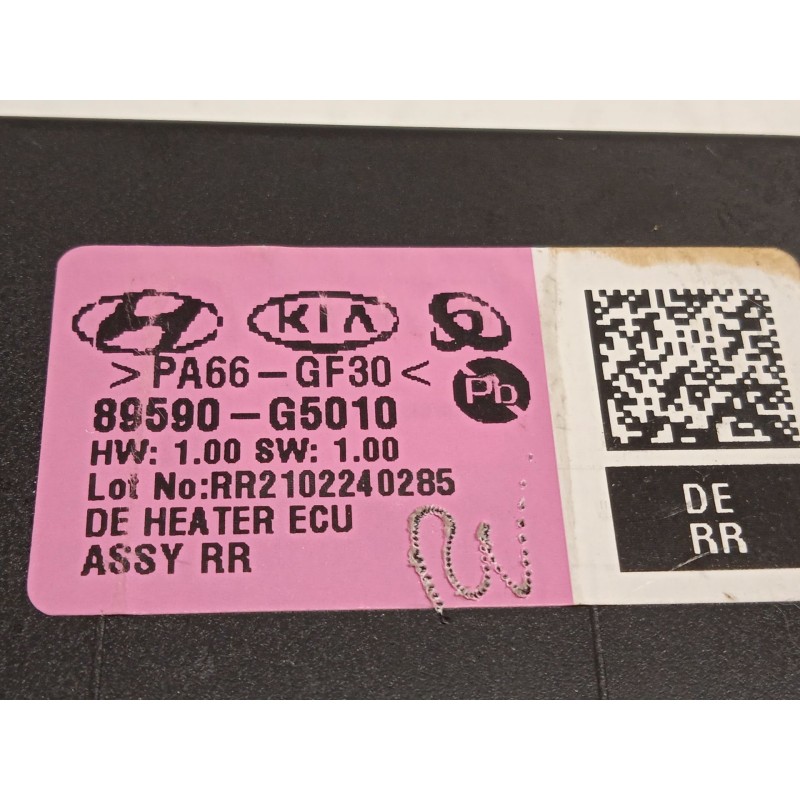 KIA
>PA66-GF30<
Pb
89590-G5010
HW: 1.00 SW: 1.00
Lot No:RR2102240285
DE HEATER ECU
ASSY RR
DE
RR